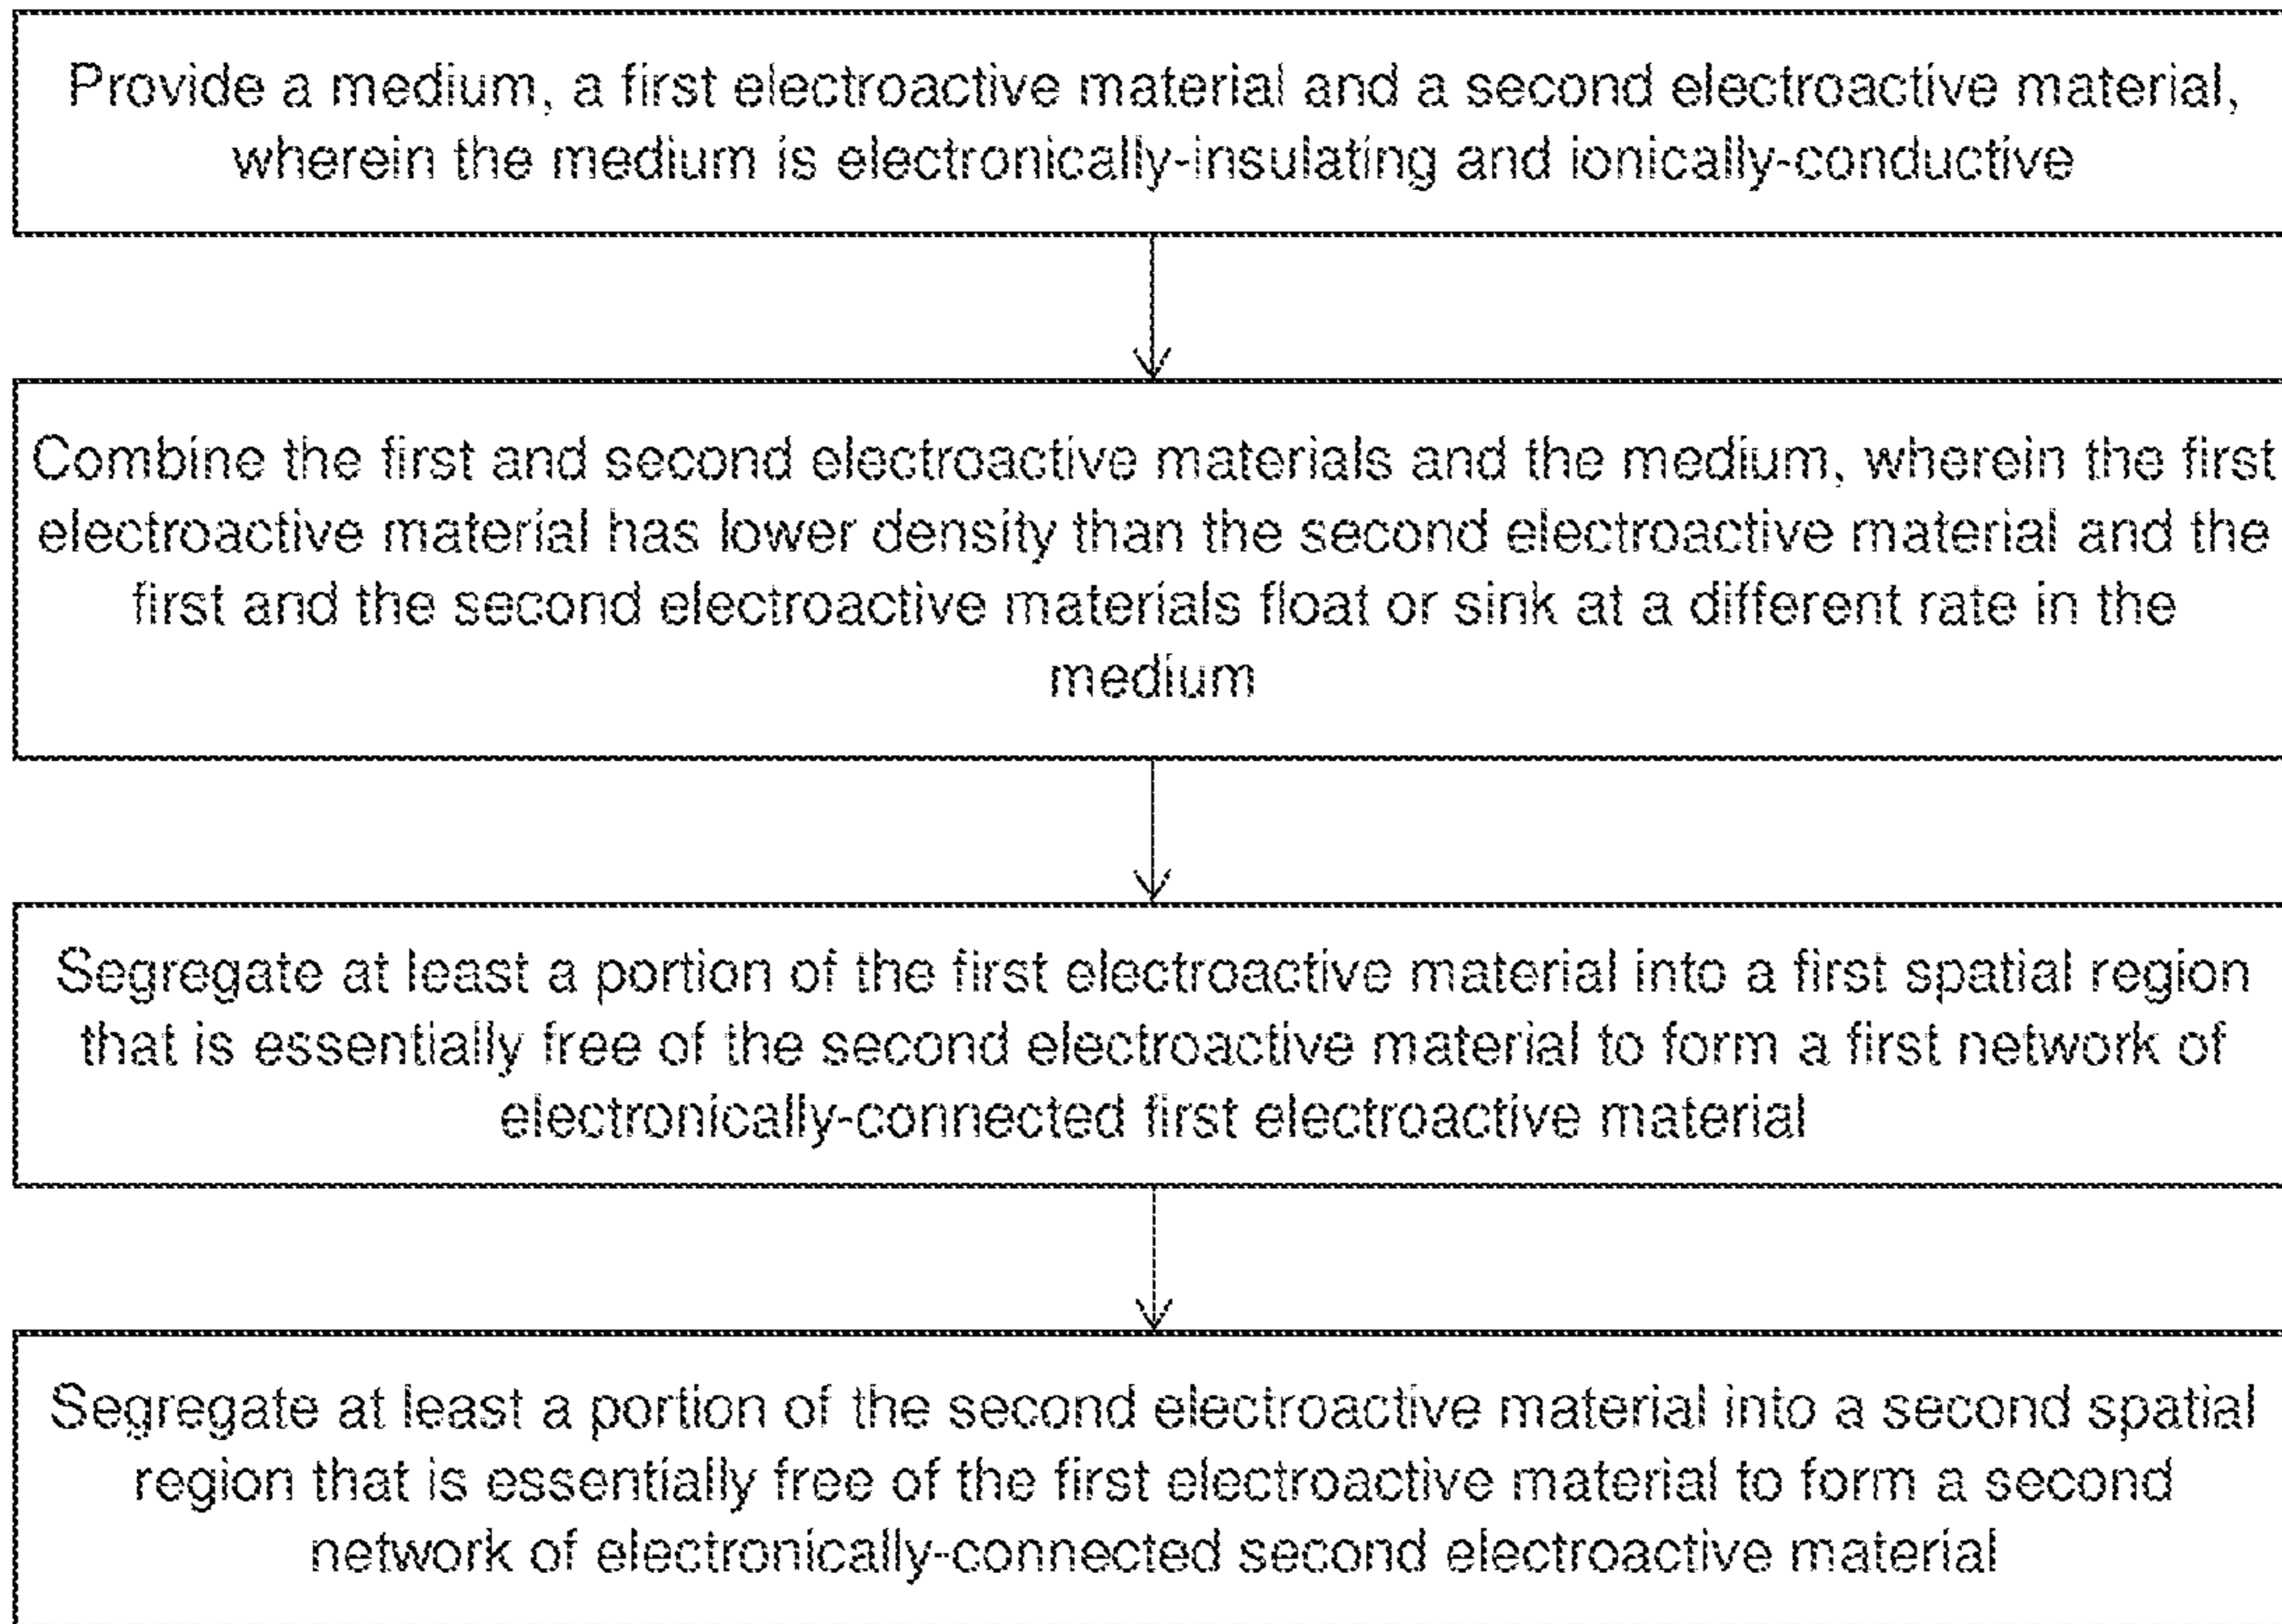 Provide a medium, a first electroactive material and a second electroactive material,
wherein the medium is electronically-insulating and ionically-conductive
Combine the first and second electroactive materials and the medium, wherein the first
electroactive material has lower density than the second electroactive material and the
first and the second electroactive materials float or sink at a different rate in the
medium
Segregate at least a portion of the first electroactive material into a first spatial region
that is essentially free of the second electroactive material to form a first network of
electronically-connected first electroactive material
Segregate at least a portion of the second electroactive material into a second spatial
region that is essentially free of the first electroactive material to form a second
network of electronically-connected second electroactive material